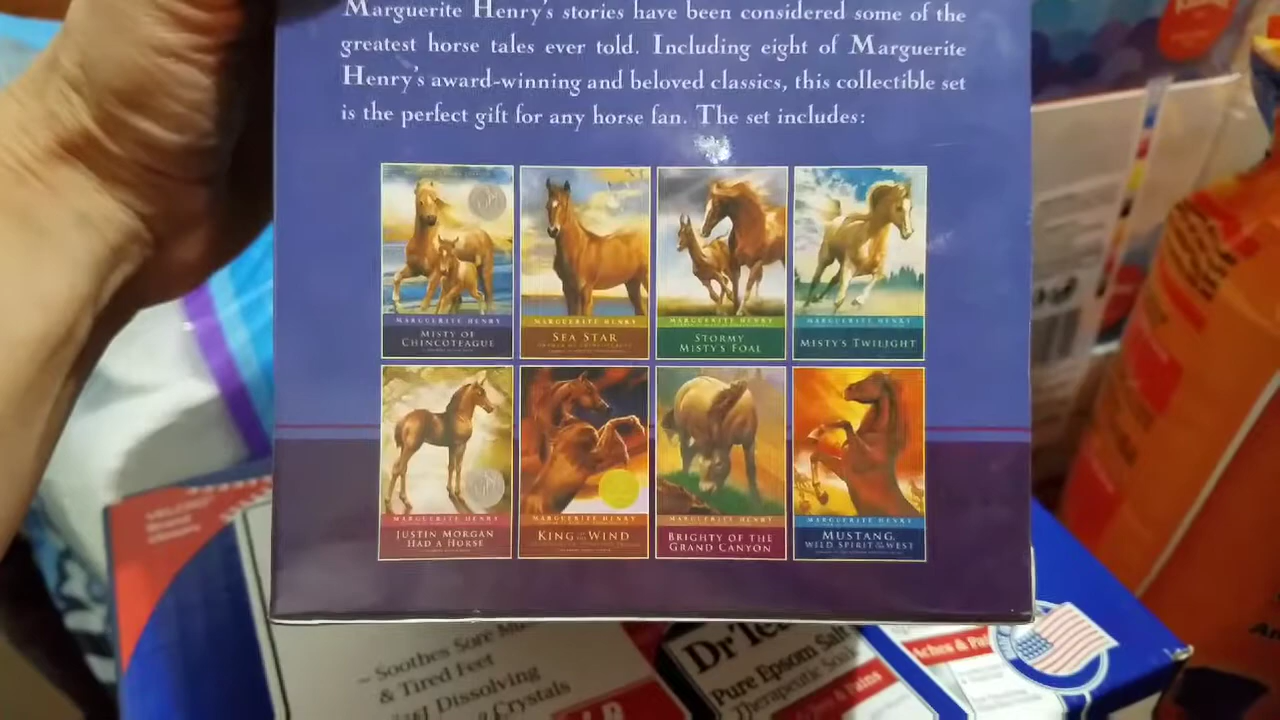 Marguerite Henry's stories have been considered some of the
greatest horse tales ever told. Including eight of Marguerite
Henry's award-winning and beloved classics, this collectible set
is the perfect gift for any horse fan. The set includes:
MARGUERITE HENRY
MISTY OF
CHINCOTEAGUE
MARGUERITE HENRY
SEA STAR
MARGUERITE HENRY
STORMY
MISTY'S FOAL
MARGUERITE HENRY
MISTY'S TWILIGHT
MARGUERITE HENRY
JUSTIN MORGAN
HAD A HORSE
MARGUERITE HENRY
KING OF THE WIND
MARGUERITE HENRY
BRIGHTY OF THE
GRAND CANYON
MARGUERITE HENRY
MUSTANG,
WILD SPIRIT OF THE WEST
~ Soothes Sore
& Tired Feet
Dissolving
Crystals
Dr Tea
Pure Epsom Salt
Therapeutic
Aches &